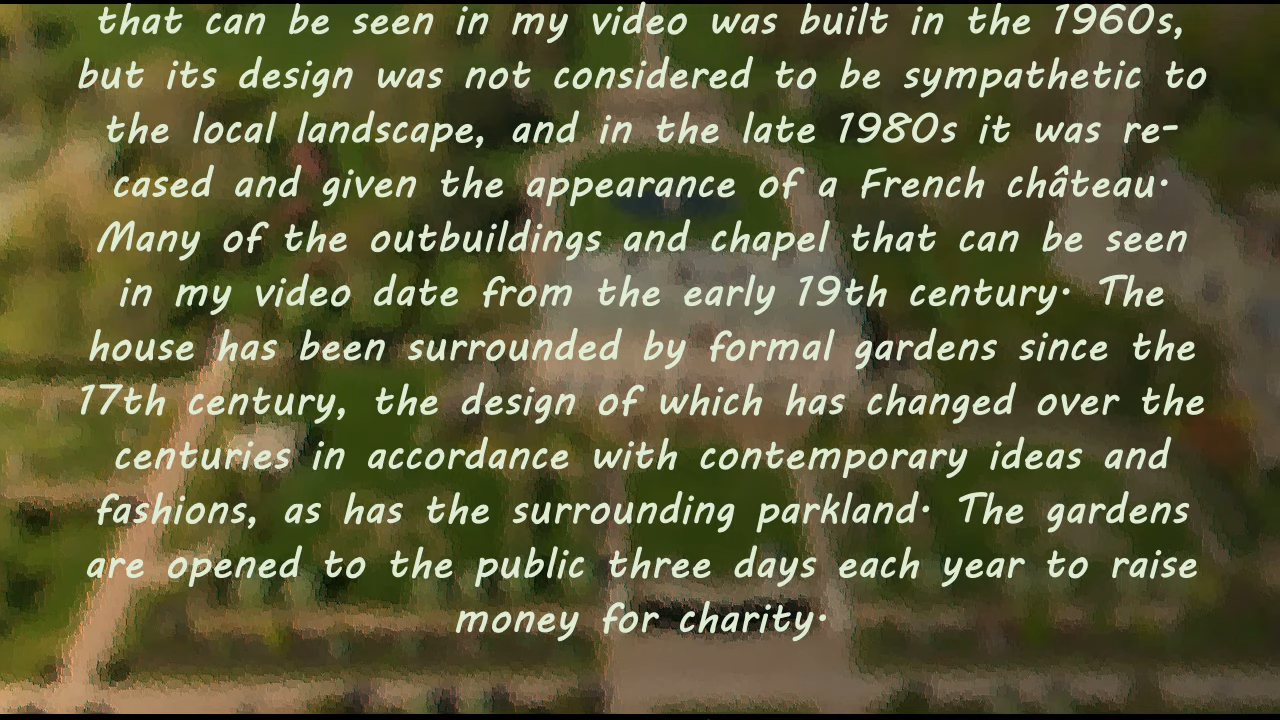 that can be seen in my video was built in the 1960s,
but its design was not considered to be sympathetic to
the local landscape, and in the late 1980s it was re-
cased and given the appearance of a French château.
Many of the outbuildings and chapel that can be seen
in my video date from the early 19th century. The
house has been surrounded by formal gardens since the
17th century, the design of which has changed over the
centuries in accordance with contemporary ideas and
fashions, as has the surrounding parkland. The gardens
are opened to the public three days each year to raise
money for charity.